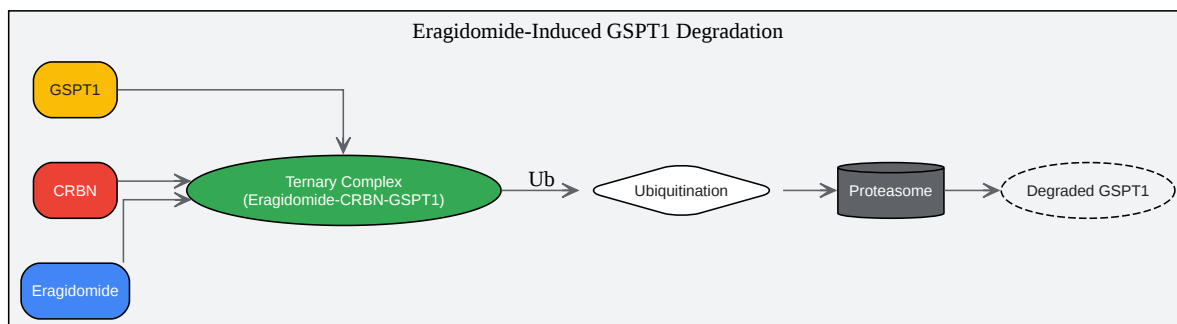 Eragidomide-Induced GSPT1 Degradation
GSPT1
CRBN
Eragidomide
Ternary Complex
(Eragidomide-CRBN-GSPT1)
Ub
Ubiquitination
Proteasome
Degraded GSPT1